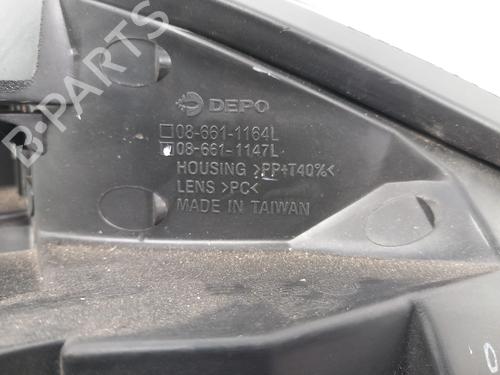 DEPO
08-661-1164L
08-661-1147L
HOUSING >PP+T40%<
LENS >PC<
MADE IN TAIWAN
B-PARTS